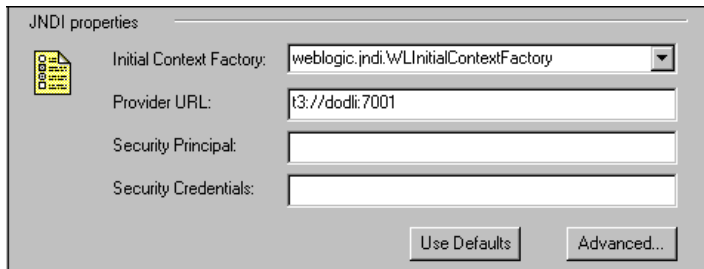 JNDI properties
Initial Context Factory: weblogic.jndi.WLInitialContextFactory
Provider URL: t3://dodli:7001
Security Principal:
Security Credentials:
Use Defaults Advanced...